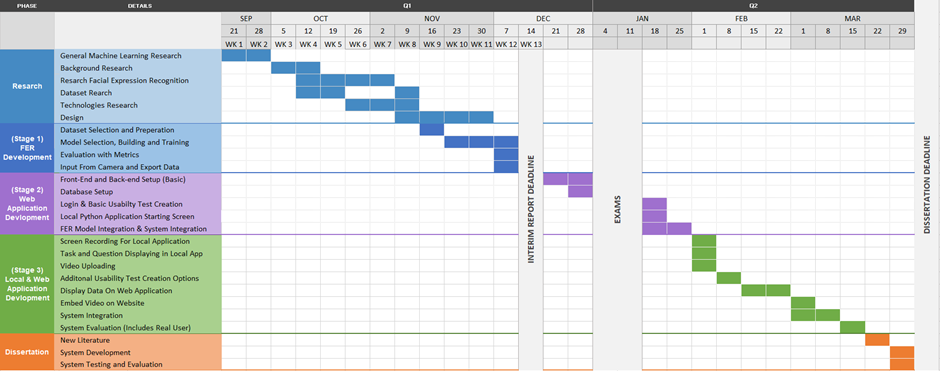 PHASE DETAILS Q1 Q2
SEP OCT NOV DEC JAN FEB MAR
21 28 5 12 19 26 2 9 16 23 30 7 14 21 28 4 11 18 25 1 8 15 22 1 8 15 22 29
WK 1 WK 2 WK 3 WK 4 WK 5 WK 6 WK 7 WK 8 WK 9 WK 10 WK 11 WK 12 WK 13
Resarch
General Machine Learning Research
Background Research
Resarch Facial Expression Recognition
Dataset Rearch
Technologies Research
Design
(Stage 1)
FER
Development
Dataset Selection and Preperation
Model Selection, Building and Training
Evaluation with Metrics
Input From Camera and Export Data
(Stage 2)
Web
Application
Devlopment
Front-End and Back-end Setup (Basic)
Database Setup
Login & Basic Usabilty Test Creation
Local Python Application Starting Screen
FER Model Integration & System Integration
(Stage 3)
Local & Web
Application
Devlopment
Screen Recording For Local Application
Task and Question Displaying in Local App
Video Uploading
Additonal Usability Test Creation Options
Display Data On Web Application
Embed Video on Website
System Integration
System Evaluation (Includes Real User)
Dissertation
New Literature
System Development
System Testing and Evaluation
INTERIM REPORT DEADLINE
EXAMS
DISSERTATION DEADLINE